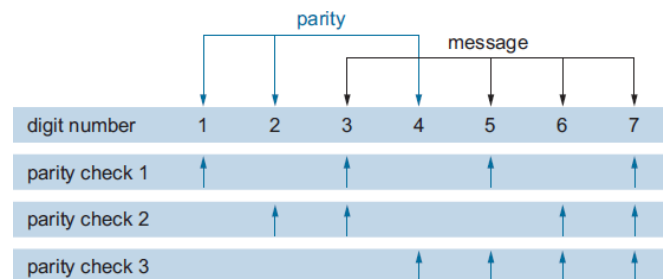 parity
message
digit number 1 2 3 4 5 6 7
parity check 1
parity check 2
parity check 3